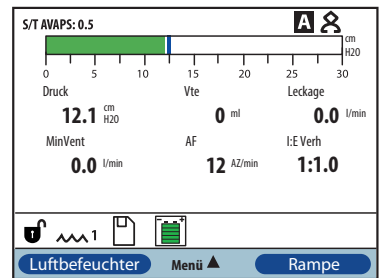 S/T AVAPS: 0.5 A
cm
H2O
0 5 10 15 20 25 30
Druck Vte Leckage
12.1 cm H20 0 ml 0.0 l/min
MinVent AF I:E Verh
0.0 l/min 12 AZ/min 1:1.0
1
Luftbefeuchter Menü Rampe